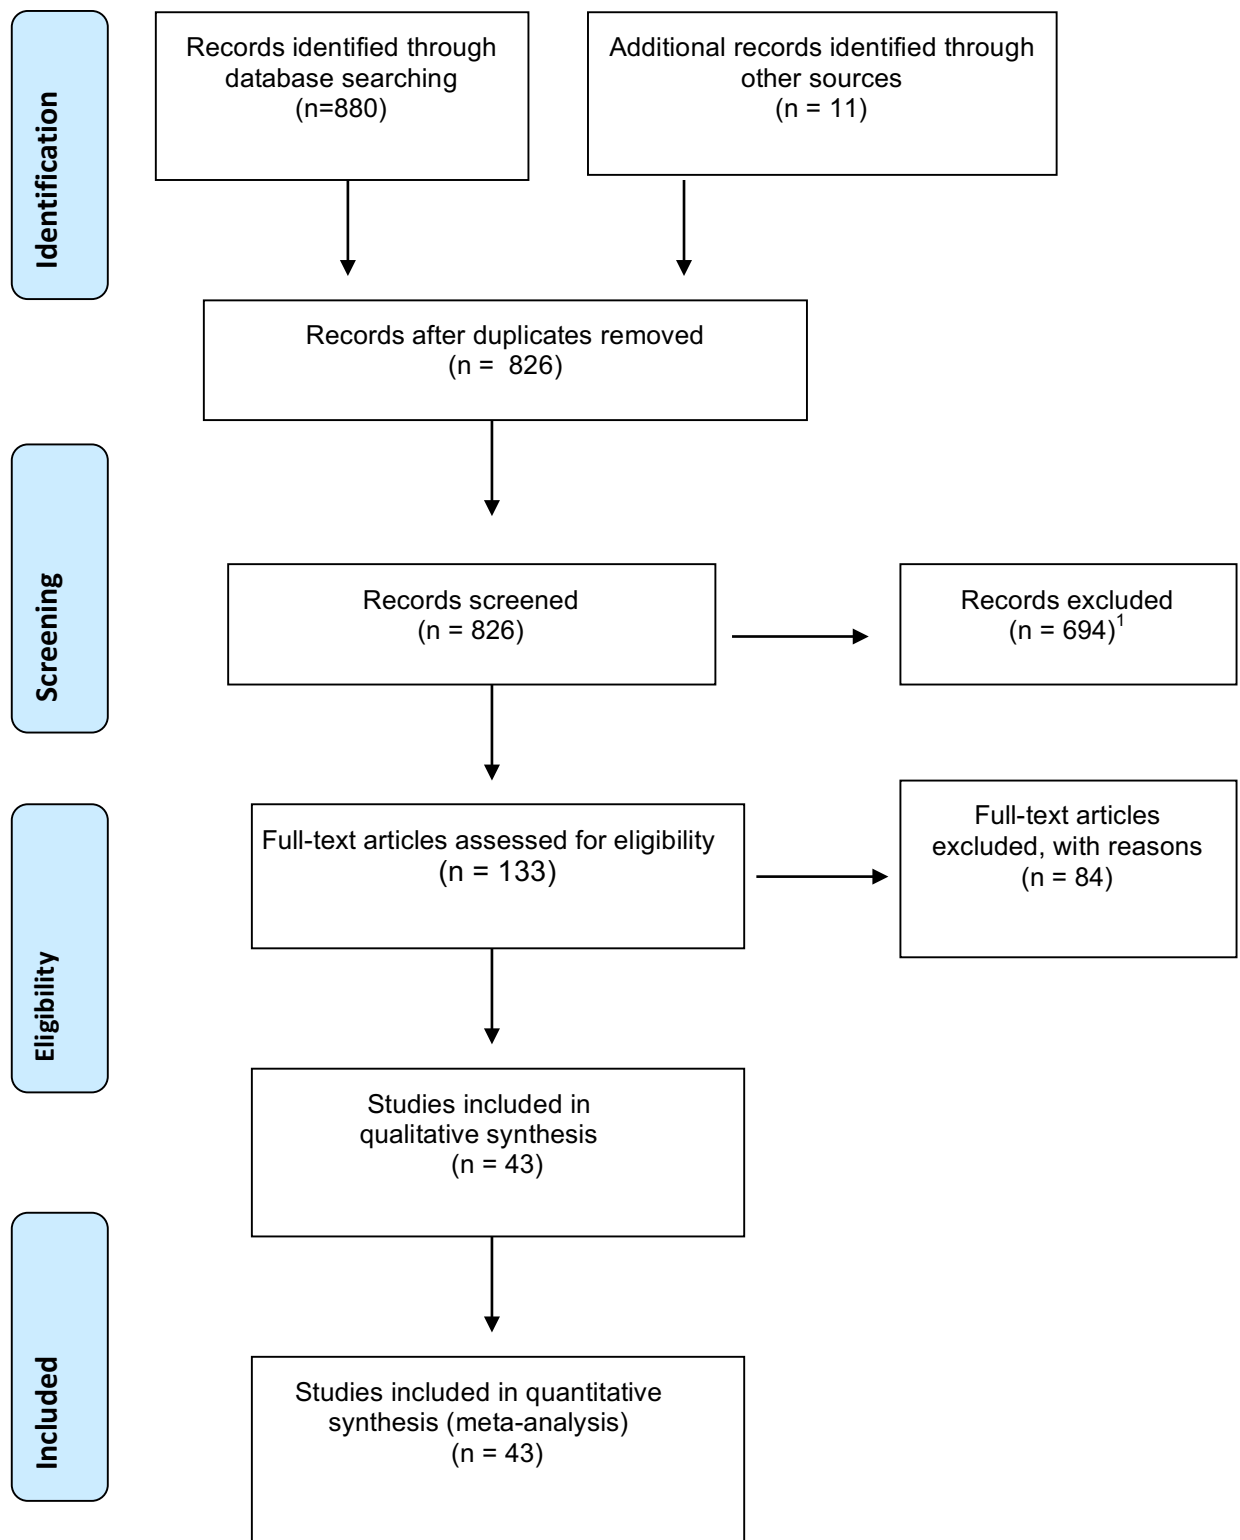 Identification
Records identified through
database searching
(n=880)
Additional records identified through
other sources
(n = 11)
Records after duplicates removed
(n =  826)
Screening
Records screened
(n = 826)
Records excluded
(n = 694)1
Eligibility
Full-text articles assessed for eligibility
(n = 133)
Full-text articles
excluded, with reasons
(n = 84)
Studies included in
qualitative synthesis
(n = 43)
Included
Studies included in quantitative
synthesis (meta-analysis)
(n = 43)